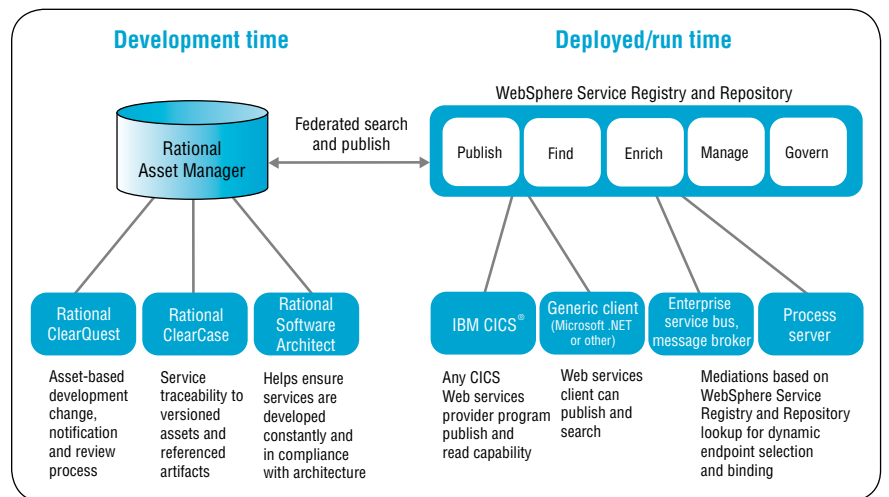 Development time
Deployed/run time
WebSphere Service Registry and Repository
Rational
Asset Manager
Federated search
and publish
Publish
Find
Enrich
Manage
Govern
Rational
ClearQuest
Rational
ClearCase
Rational
Software
Architect
IBM CICS®
Generic client
(Microsoft .NET
or other)
Enterprise
service bus,
message broker
Process
server
Asset-based
development
change,
notification
and review
process
Service
traceability to
versioned
assets and
referenced
artifacts
Helps ensure
services are
developed
constantly and
in compliance
with architecture
Any CICS
Web services
provider program
publish and
read capability
Web services
client can
publish and
search
Mediations based on
WebSphere Service
Registry and Repository
lookup for dynamic
endpoint selection
and binding